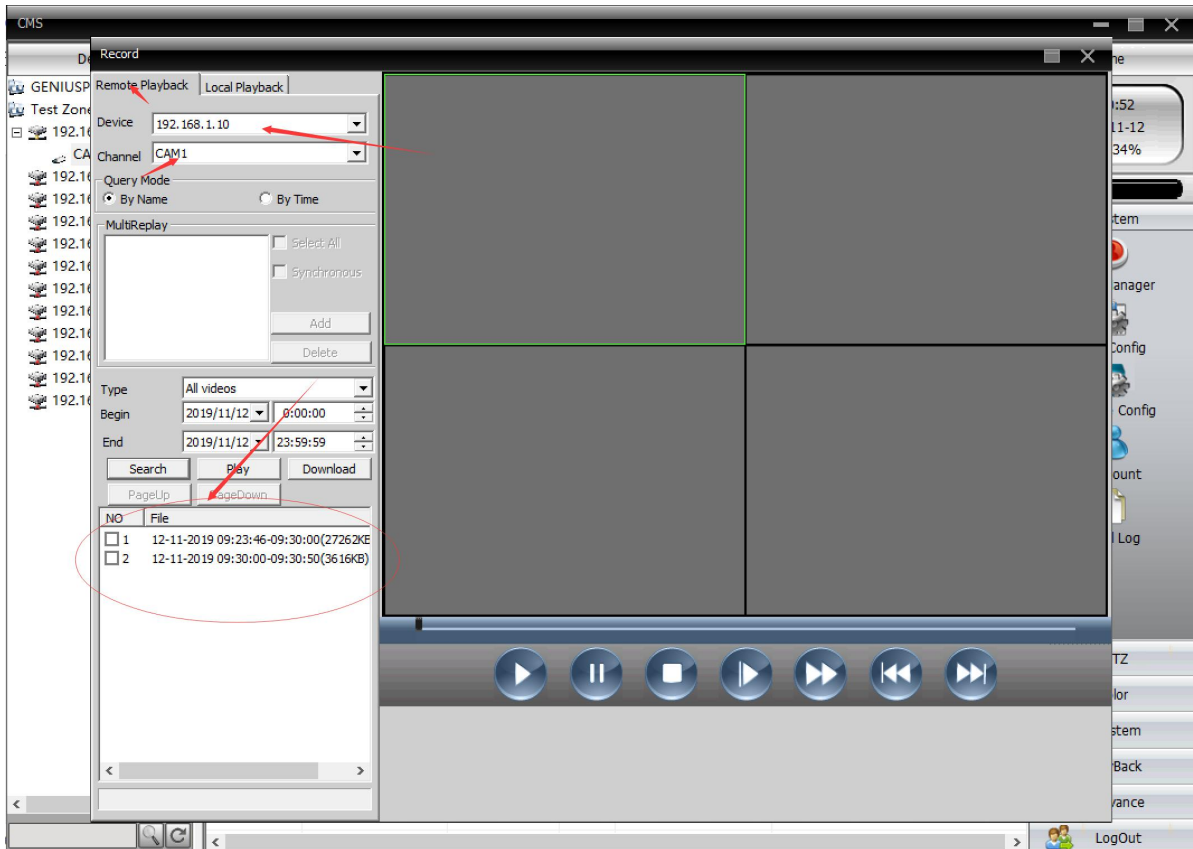 CMS
De
Record
ne
GENIUSP
Remote Playback
Local Playback
Test Zone
Device
192.168.1.10
:52
192.16
11-12
CA
Channel
CAM1
34%
192.16
Query Mode
192.16
By Name
By Time
192.16
MultiReplay
tem
192.16
Select All
192.16
Synchronous
192.16
anager
192.16
Add
192.16
Delete
Config
192.16
192.16
Type
All videos
192.16
Begin
2019/11/12
0:00:00
Config
End
2019/11/12
23:59:59
Search
Play
Download
ount
PageUp
PageDown
NO
File
1
12-11-2019 09:23:46-09:30:00(27262KB
Log
2
12-11-2019 09:30:00-09:30:50(3616KB)
TZ
lor
stem
Back
vance
LogOut